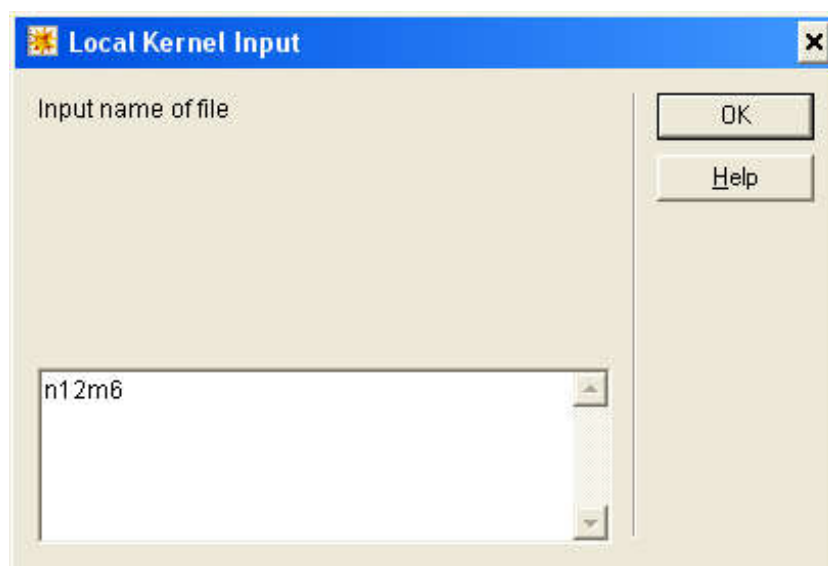 Local Kernel Input
Input name of file
OK
Help
n12m6